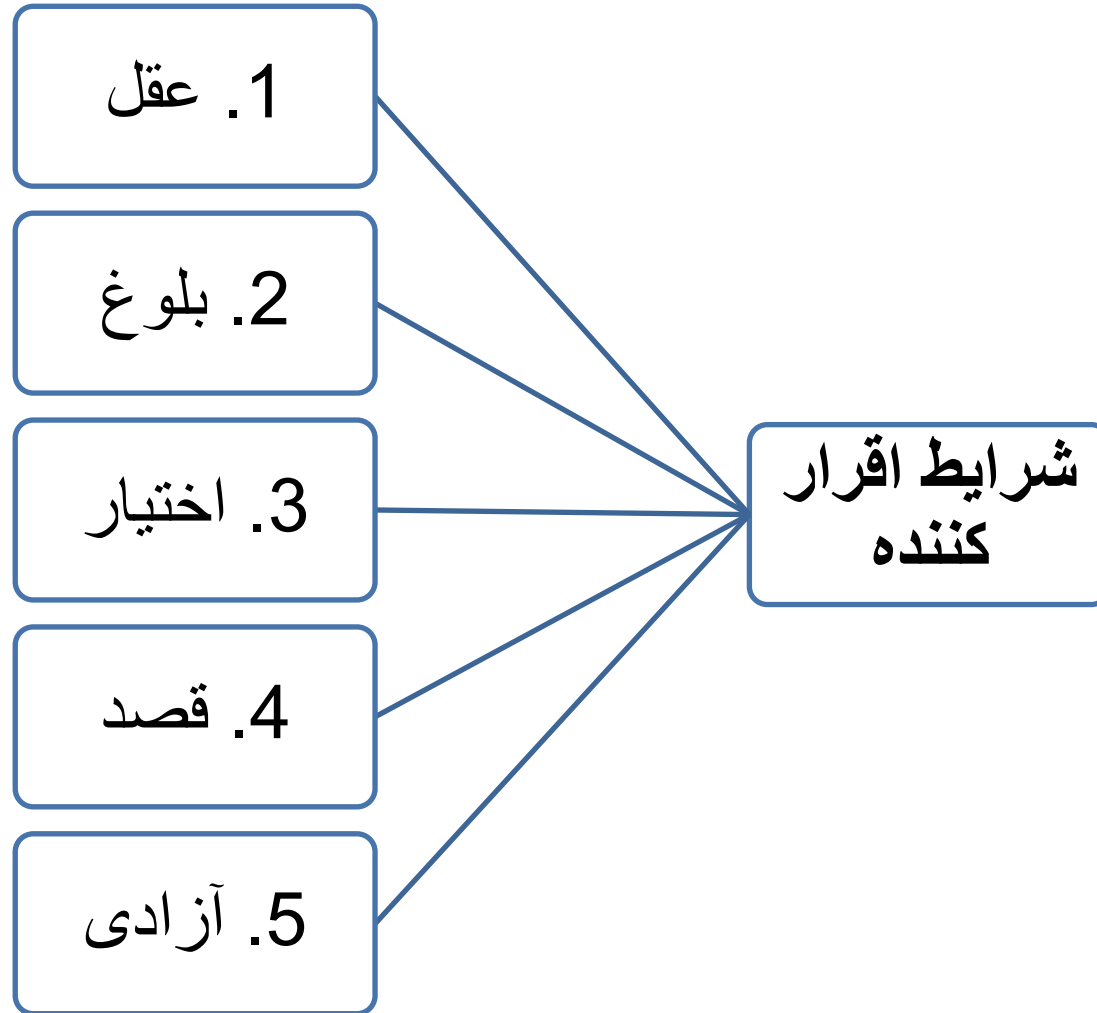 شرایط اقرار
کننده
1. عقل
2. بلوغ
3. اختیار
4. قصد
5. آزادی